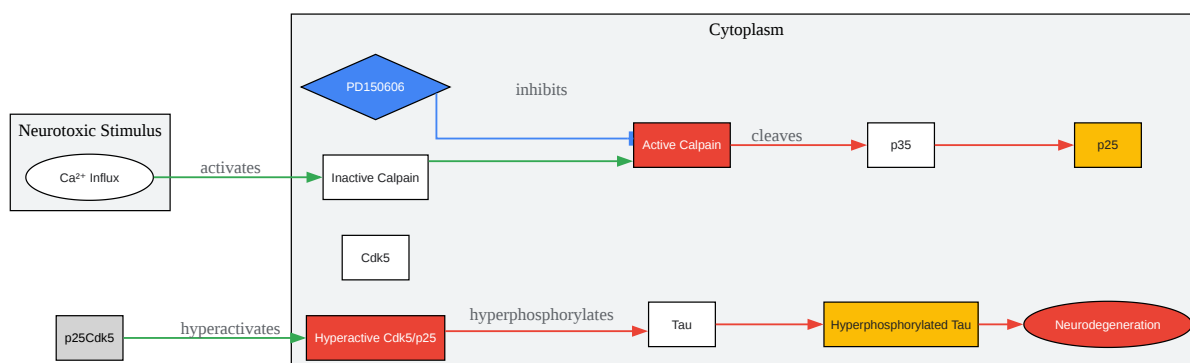 Cytoplasm
PD150606
inhibits
Neurotoxic Stimulus
Active Calpain
cleaves
p35
p25
Ca²⁺ Influx
activates
Inactive Calpain
Cdk5
p25Cdk5
hyperactivates
Hyperactive Cdk5/p25
hyperphosphorylates
Tau
Hyperphosphorylated Tau
Neurodegeneration